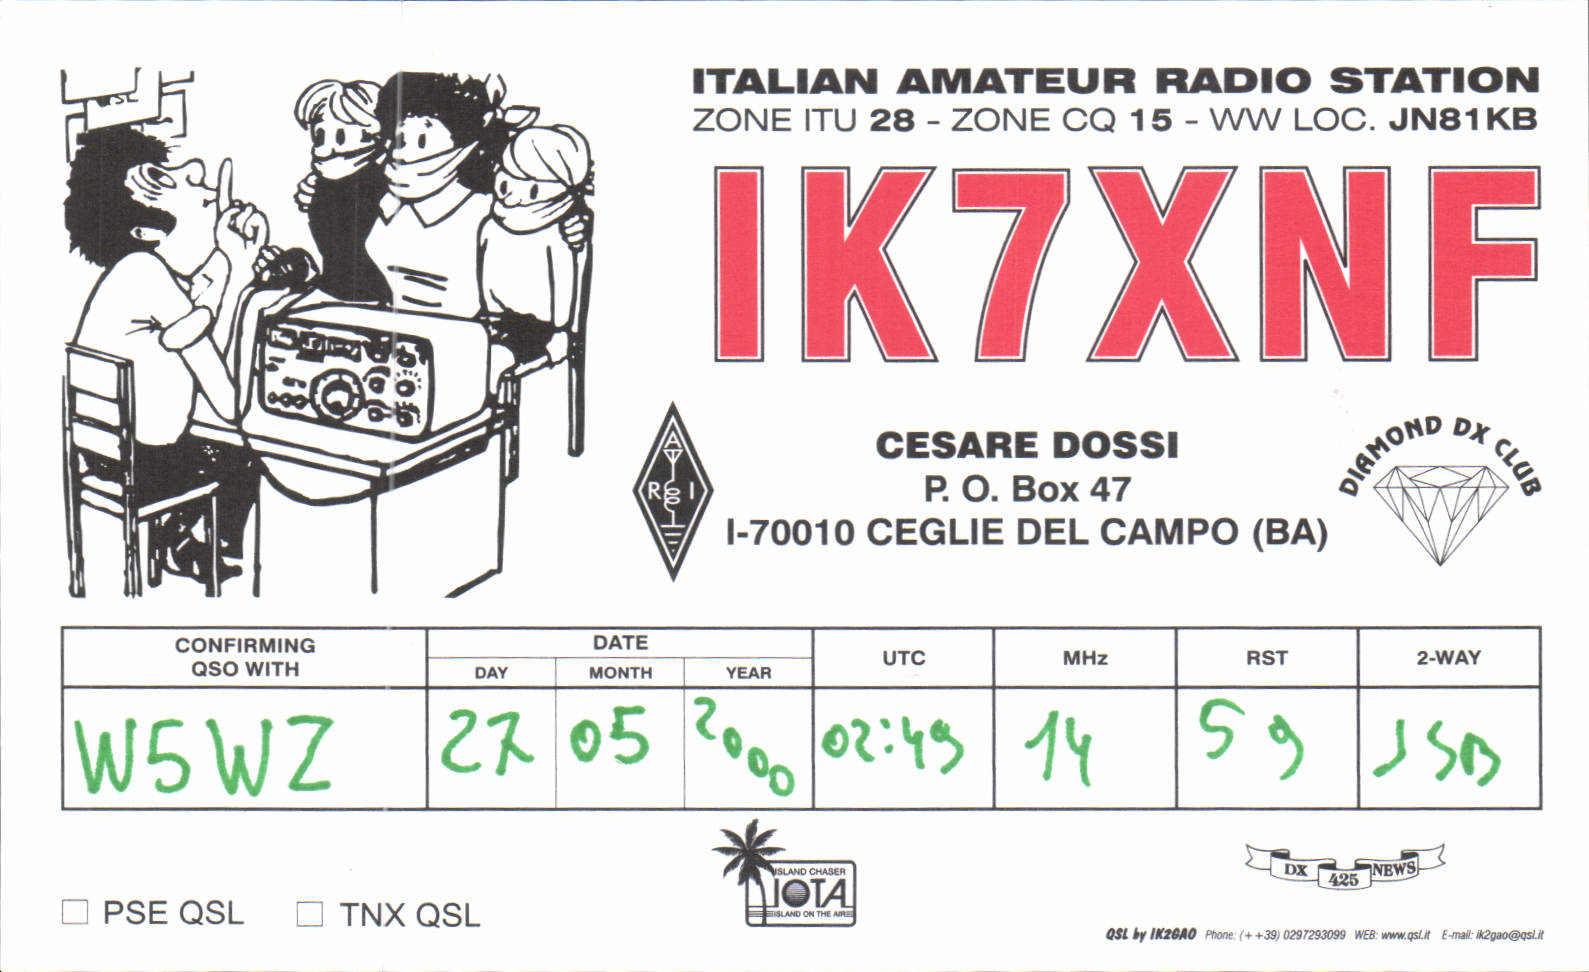 ITALIAN AMATEUR RADIO STATION
ZONE ITU 28 - ZONE CQ 15 - WW LOC. JN81KB
IK7XNF
A
R I
CESARE DOSSI
P. O. Box 47
I-70010 CEGLIE DEL CAMPO (BA)
DIAMOND DX CLUB
CONFIRMING
QSO WITH
DATE
DAY MONTH YEAR
UTC MHz RST 2-WAY
W5WZ 27 05 2000 02:49 14 59 SSB
ISLAND CHASER
IOTA
ISLAND ON THE AIR
DX 425 NEWS
PSE QSL TNX QSL
QSL by IK2GAO Phone: (++39) 0297293099 WEB: www.qsl.it E-mail: ik2gao@qsl.it